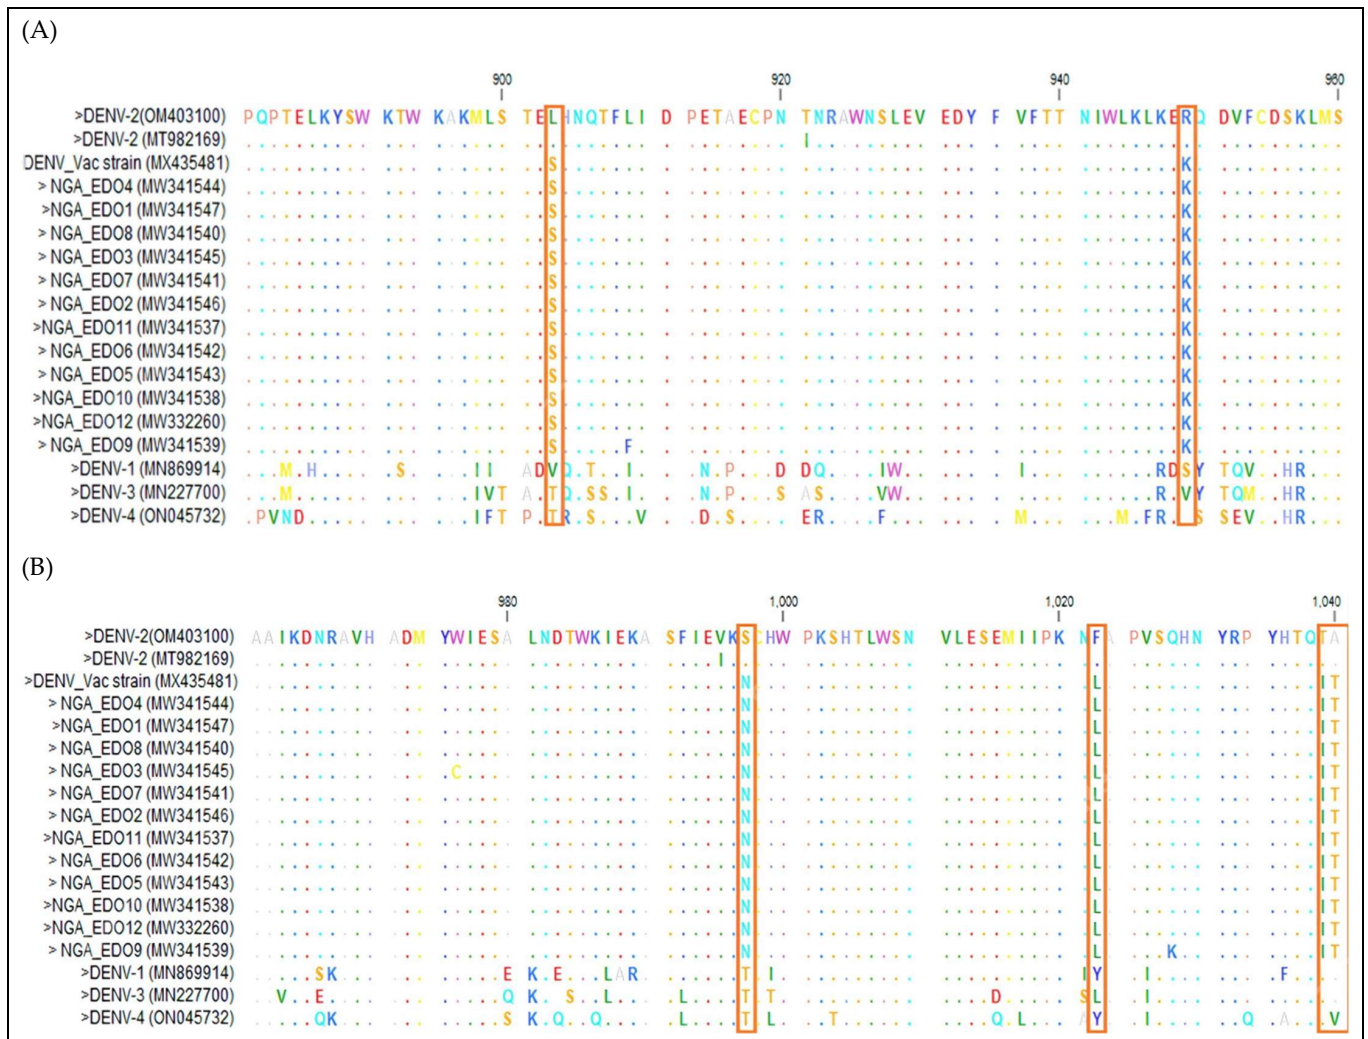 (A)
900 920 940 960
>DENV-2(OM403100) PQPTELKYSW KTW KAKMLS TELHNQTFLI D PETAECPN TNRAWNSLEV EDY F VFTT NIWLKLKERQ DVFCDSKLMS
>DENV-2 (MT982169) I
DENV_Vac strain (MX435481) S K
> NGA_EDO4 (MW341544) S K
>NGA_EDO1 (MW341547) S K
>NGA_EDO8 (MW341540) S K
> NGA_EDO3 (MW341545) S K
>NGA_EDO7 (MW341541) S K
> NGA_EDO2 (MW341546) S K
>NGA_EDO11 (MW341537) S K
> NGA_EDO6 (MW341542) S K
> NGA_EDO5 (MW341543) S K
>NGA_EDO10 (MW341538) S K
>NGA_EDO12 (MW332260) S K
> NGA_EDO9 (MW341539) S F K
>DENV-1 (MN869914) M H S I I A D V Q T I N P D D Q I W I R D S Y T Q V H R
>DENV-3 (MN227700) M I V T A T Q S S I N P S A S V W R V Y T Q M H R
>DENV-4 (ON045732) P V N D I F T P T R S V D S E R F M M F R S S E V H R
(B)
980 1,000 1,020 1,040
>DENV-2(OM403100) AAIKDNRAVH ADM YWIESA LNDTWKIEKA SFIEVKSCHW PKSHTLWSN VLESEMIIPK NFA PVSQHN YRP YHTQTA
>DENV-2 (MT982169) I
>DENV_Vac strain (MX435481) N L I T
> NGA_EDO4 (MW341544) N L I T
>NGA_EDO1 (MW341547) N L I T
>NGA_EDO8 (MW341540) N L I T
> NGA_EDO3 (MW341545) C N L I T
>NGA_EDO7 (MW341541) N L I T
> NGA_EDO2 (MW341546) N L I T
>NGA_EDO11 (MW341537) N L I T
> NGA_EDO6 (MW341542) N L I T
> NGA_EDO5 (MW341543) N L I T
>NGA_EDO10 (MW341538) N L I T
>NGA_EDO12 (MW332260) N L I T
> NGA_EDO9 (MW341539) N L K I T
>DENV-1 (MN869914) S K E K E L A R T I I Y I F
>DENV-3 (MN227700) V E Q K S L L T T D S L I
>DENV-4 (ON045732) Q K S K Q Q L T L T Q L A Y I Q A V